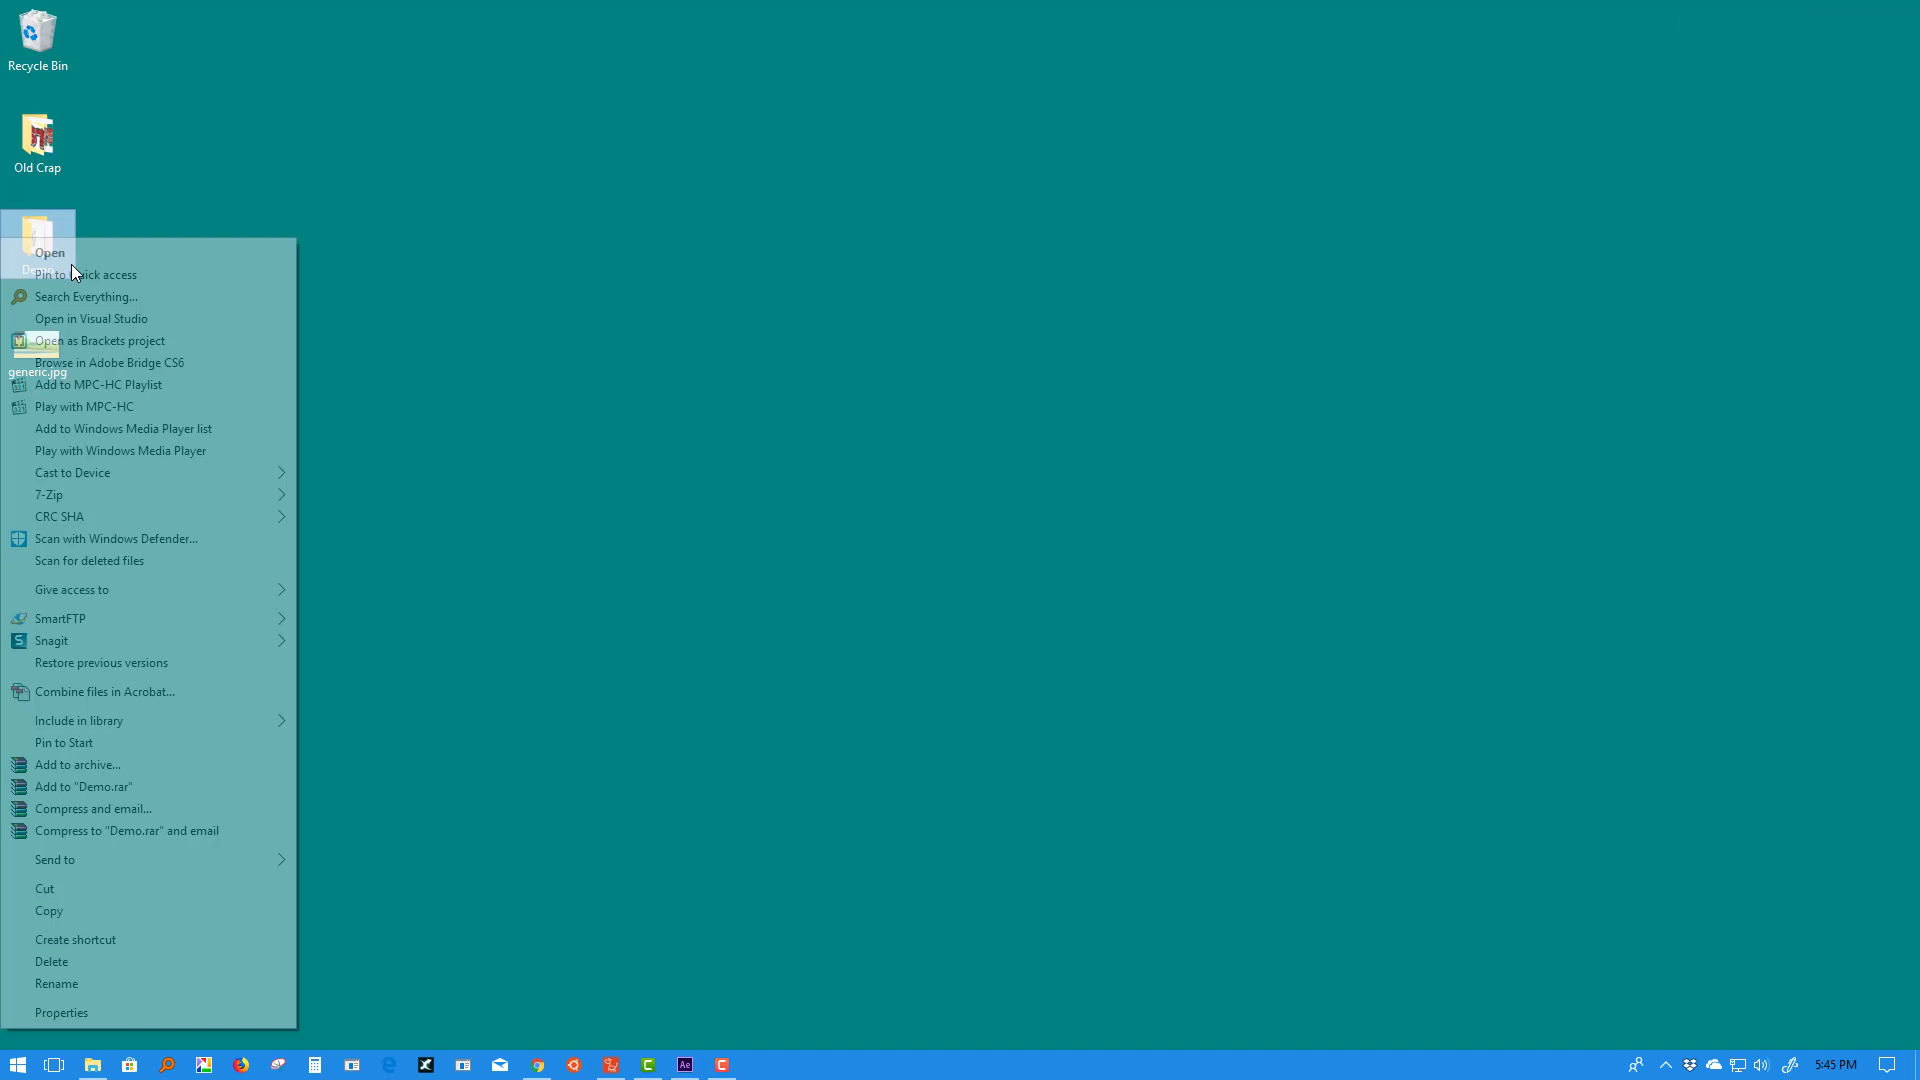 Recycle Bin
Old Crap
Demo
generic.jpg
Open
Pin to Quick access
Search Everything...
Open in Visual Studio
Open as Brackets project
Browse in Adobe Bridge CS6
Add to MPC-HC Playlist
Play with MPC-HC
Add to Windows Media Player list
Play with Windows Media Player
Cast to Device
7-Zip
CRC SHA
Scan with Windows Defender...
Scan for deleted files
Give access to
SmartFTP
Snagit
Restore previous versions
Combine files in Acrobat...
Include in library
Pin to Start
Add to archive...
Add to "Demo.rar"
Compress and email...
Compress to "Demo.rar" and email
Send to
Cut
Copy
Create shortcut
Delete
Rename
Properties
Ae
5:45 PM